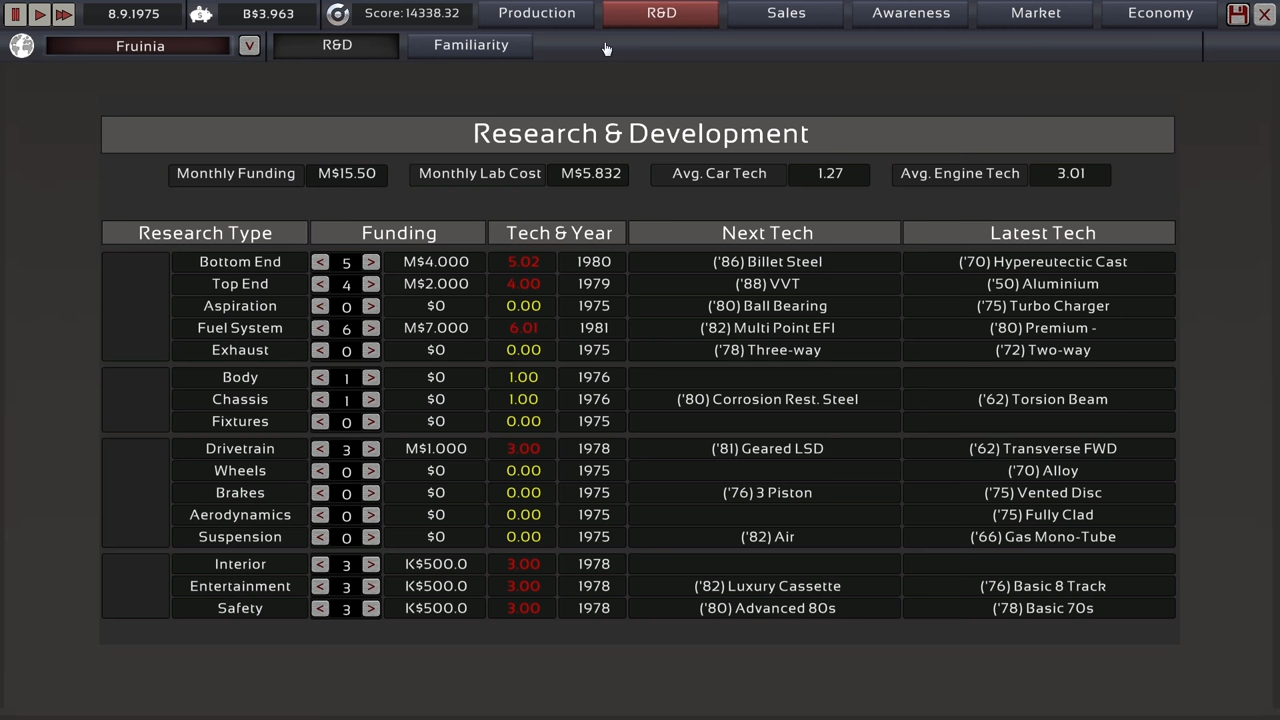 8.9.1975 B$3.963 Score: 14338.32 Production R&D Sales Awareness Market Economy
Fruinia V R&D Familiarity
Research & Development
Monthly Funding M$15.50 Monthly Lab Cost M$5.832 Avg. Car Tech 1.27 Avg. Engine Tech 3.01
Research Type Funding Tech & Year Next Tech Latest Tech
Bottom End < 5 > M$4.000 5.02 1980 ('86) Billet Steel ('70) Hypereutectic Cast
Top End < 4 > M$2.000 4.00 1979 ('88) VVT ('50) Aluminium
Aspiration < 0 > $0 0.00 1975 ('80) Ball Bearing ('75) Turbo Charger
Fuel System < 6 > M$7.000 6.01 1981 ('82) Multi Point EFI ('80) Premium -
Exhaust < 0 > $0 0.00 1975 ('78) Three-way ('72) Two-way
Body < 1 > $0 1.00 1976
Chassis < 1 > $0 1.00 1976 ('80) Corrosion Rest. Steel ('62) Torsion Beam
Fixtures < 0 > $0 0.00 1975
Drivetrain < 3 > M$1.000 3.00 1978 ('81) Geared LSD ('62) Transverse FWD
Wheels < 0 > $0 0.00 1975 ('70) Alloy
Brakes < 0 > $0 0.00 1975 ('76) 3 Piston ('75) Vented Disc
Aerodynamics < 0 > $0 0.00 1975 ('75) Fully Clad
Suspension < 0 > $0 0.00 1975 ('82) Air ('66) Gas Mono-Tube
Interior < 3 > K$500.0 3.00 1978
Entertainment < 3 > K$500.0 3.00 1978 ('82) Luxury Cassette ('76) Basic 8 Track
Safety < 3 > K$500.0 3.00 1978 ('80) Advanced 80s ('78) Basic 70s